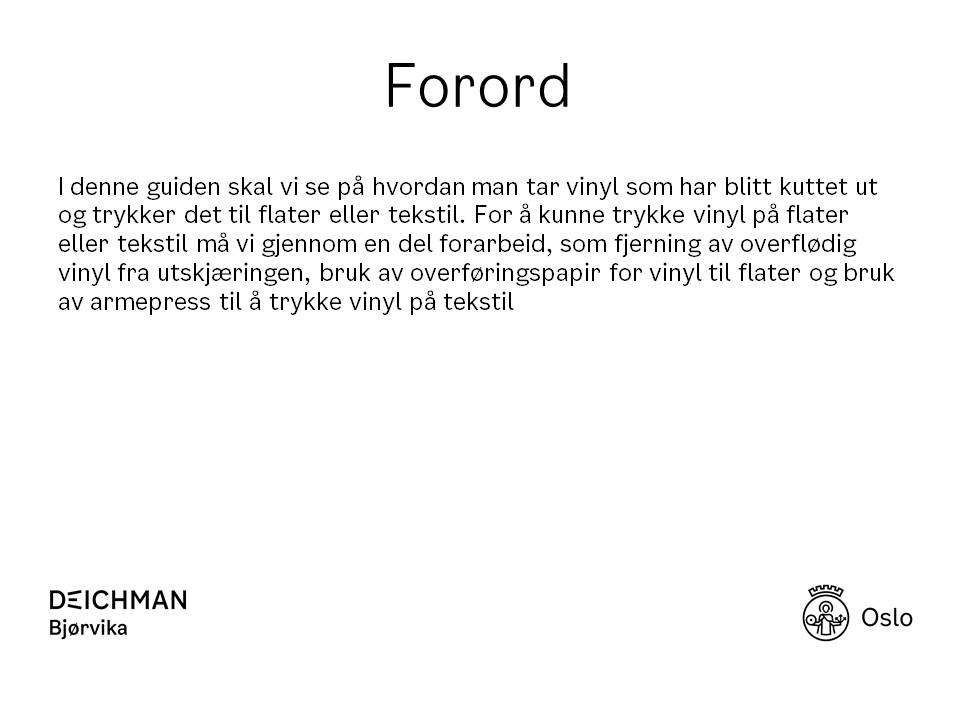 Forord
I denne guiden skal vi se på hvordan man tar vinyl som har blitt kuttet ut
og trykker det til flater eller tekstil. For å kunne trykke vinyl på flater
eller tekstil må vi gjennom en del forarbeid, som fjerning av overflødig
vinyl fra utskjæringen, bruk av overføringspapir for vinyl til flater og bruk
av armepress til å trykke vinyl på tekstil
DEICHMAN
Bjørvika
Oslo